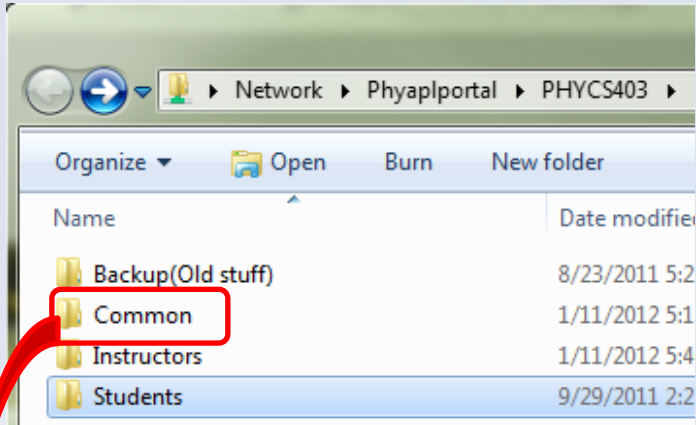 Network Phyaplportal PHYCS403
Organize Open Burn New folder
Name Date modifie
Backup(Old stuff) 8/23/2011 5:2
Common 1/11/2012 5:1
Instructors 1/11/2012 5:4
Students 9/29/2011 2:2